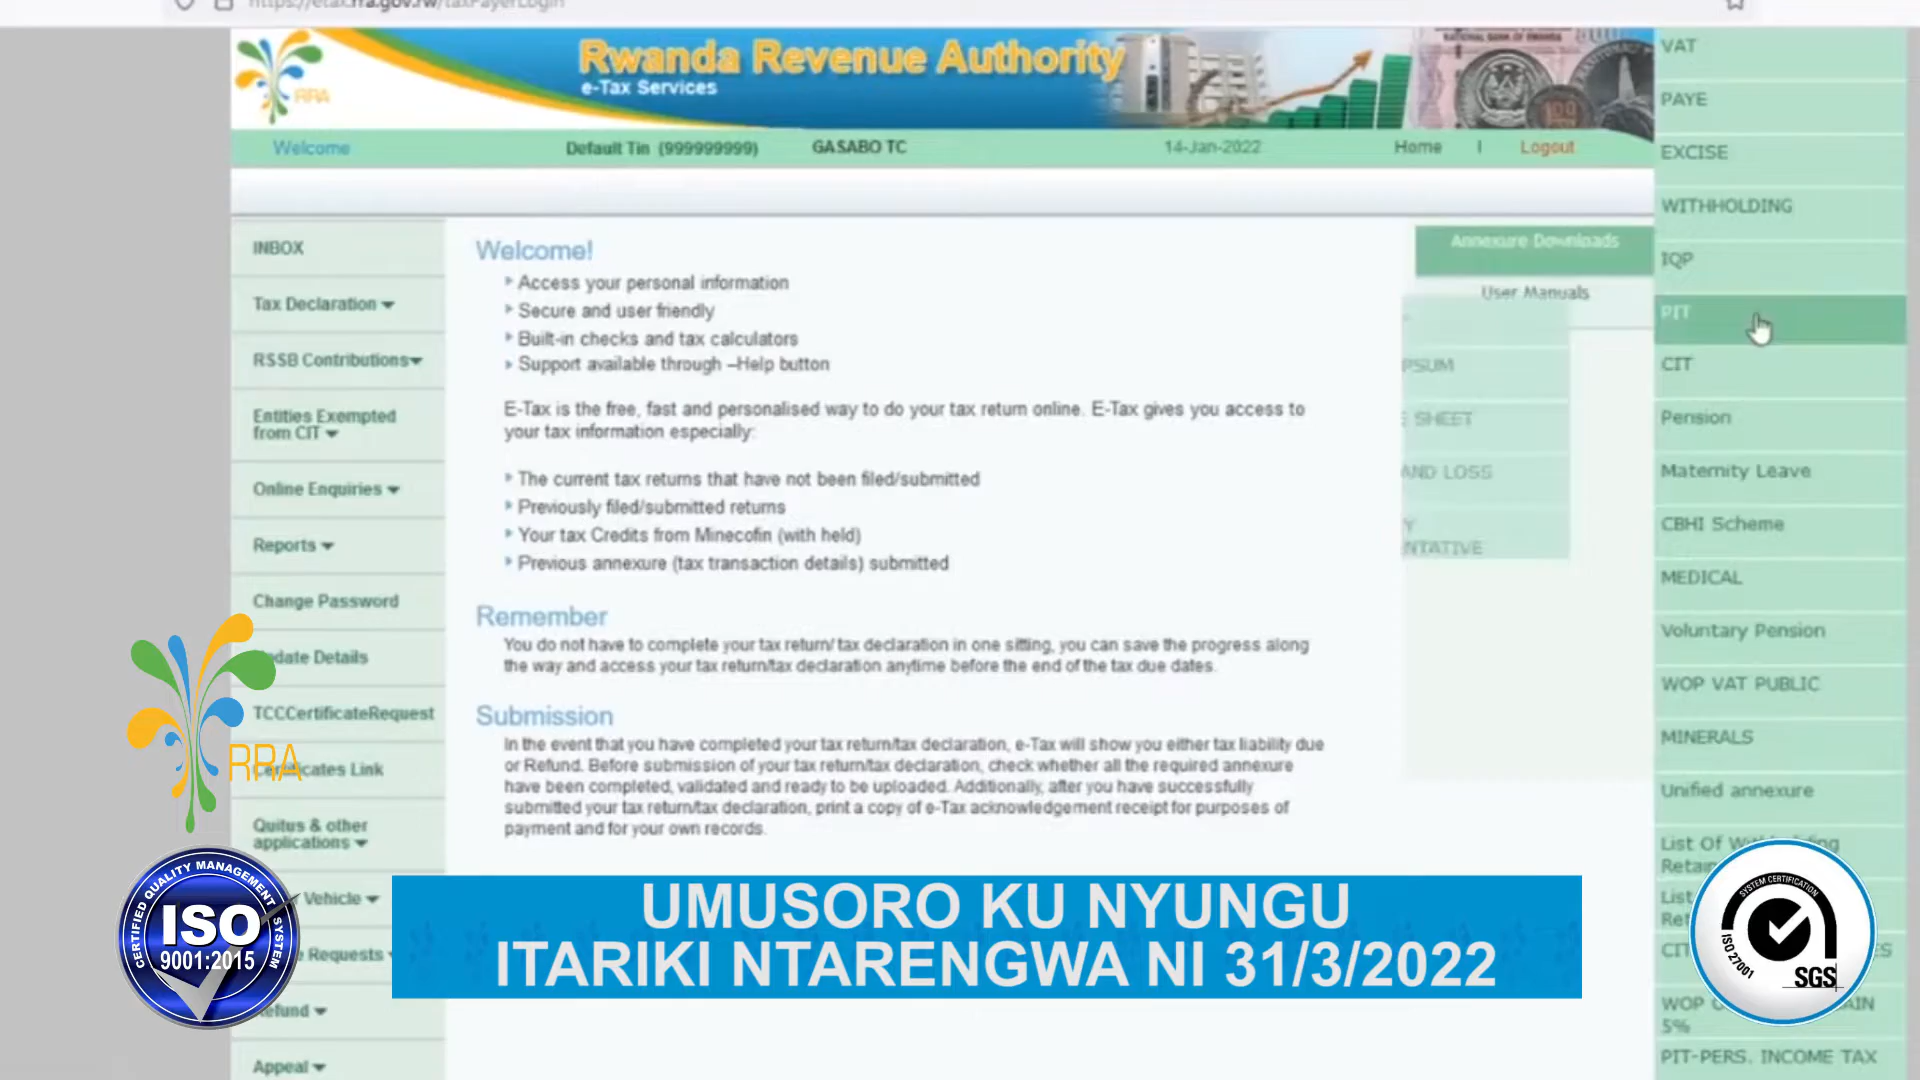 Rwanda Revenue Authority
e-Tax Services
RRA
Welcome
Default Tin (999999999)
GASABO TC
14-Jan-2022
Home
Logout
INBOX
Tax Declaration
RSSB Contributions
Entities Exempted
from CIT
Online Enquiries
Reports
Change Password
Details
TCCCertificateRequest
Link
Quitus & other
applications
Vehicle
Requests
Appeal
Welcome!
Access your personal information
Secure and user friendly
Built-in checks and tax calculators
Support available through –Help button
E-Tax is the free, fast and personalised way to do your tax return online. E-Tax gives you access to
your tax information especially:
The current tax returns that have not been filed/submitted
Previously filed/submitted returns
Your tax Credits from Minecofin (with held)
Previous annexure (tax transaction details) submitted
Remember
You do not have to complete your tax return/ tax declaration in one sitting, you can save the progress along
the way and access your tax return/tax declaration anytime before the end of the tax due dates.
Submission
In the event that you have completed your tax return/tax declaration, e-Tax will show you either tax liability due
or Refund. Before submission of your tax return/tax declaration, check whether all the required annexure
have been completed, validated and ready to be uploaded. Additionally, after you have successfully
submitted your tax return/tax declaration, print a copy of e-Tax acknowledgement receipt for purposes of
payment and for your own records.
Annexure Downloads
User Manuals
SHEET
AND LOSS
VAT
PAYE
EXCISE
WITHHOLDING
IQP
PIT
CIT
Pension
Maternity Leave
CBHI Scheme
MEDICAL
Voluntary Pension
WOP VAT PUBLIC
MINERALS
Unified annexure
List Of
WOP
5%
PIT-PERS. INCOME TAX
RRA
CERTIFIED QUALITY MANAGEMENT SYSTEM
ISO
9001:2015
UMUSORO KU NYUNGU
ITARIKI NTARENGWA NI 31/3/2022
SYSTEM CERTIFICATION
ISO 27001
SGS